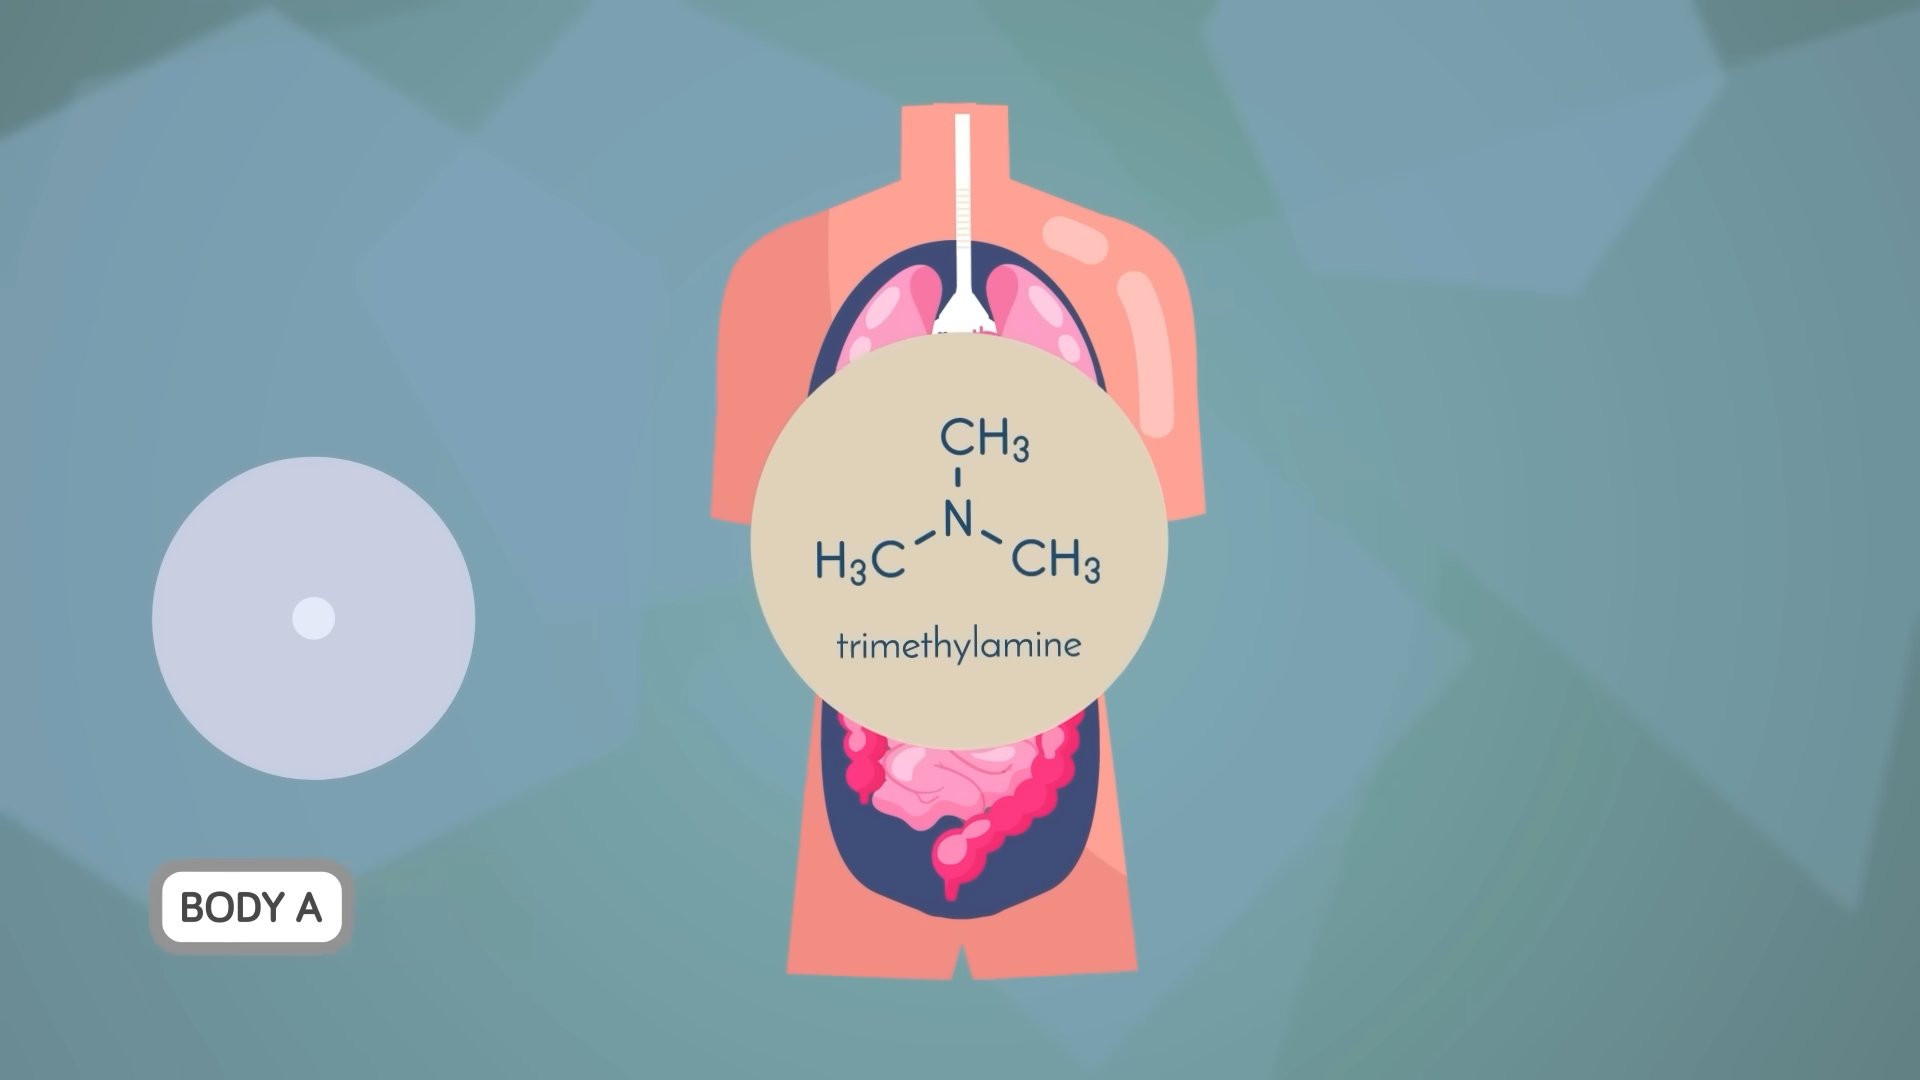 CH₃
N
H₃C CH₃
trimethylamine
BODY A